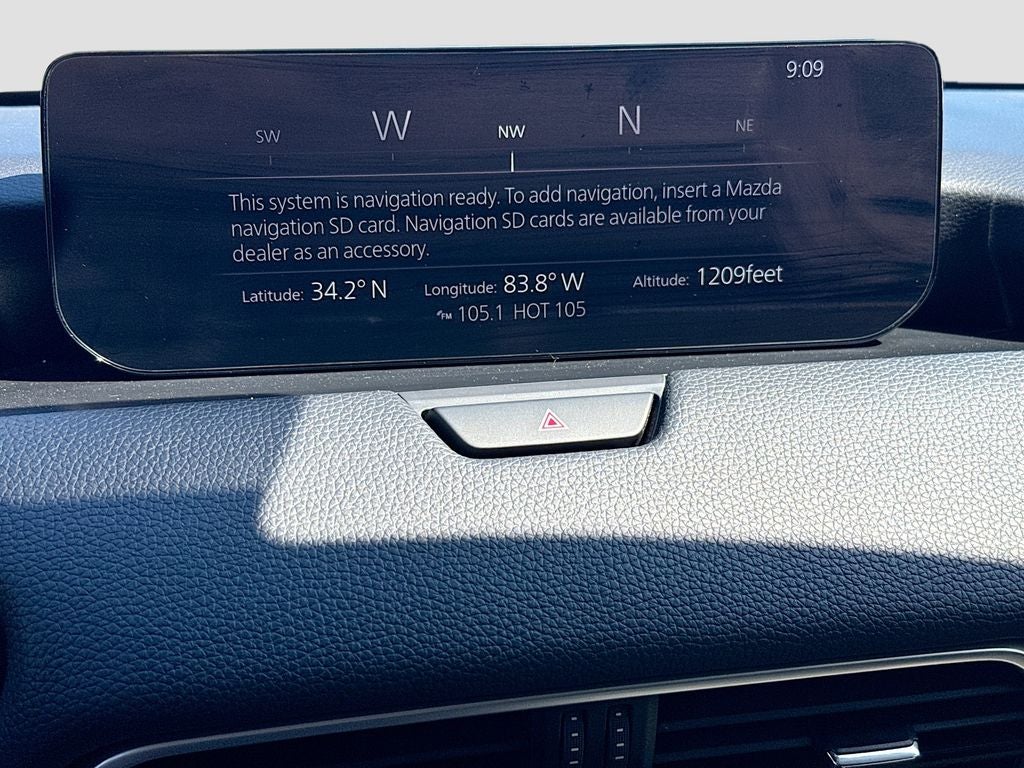 9:09
SW W NW N NE
This system is navigation ready. To add navigation, insert a Mazda
navigation SD card. Navigation SD cards are available from your
dealer as an accessory.
Latitude: 34.2° N Longitude: 83.8° W Altitude: 1209feet
FM 105.1 HOT 105